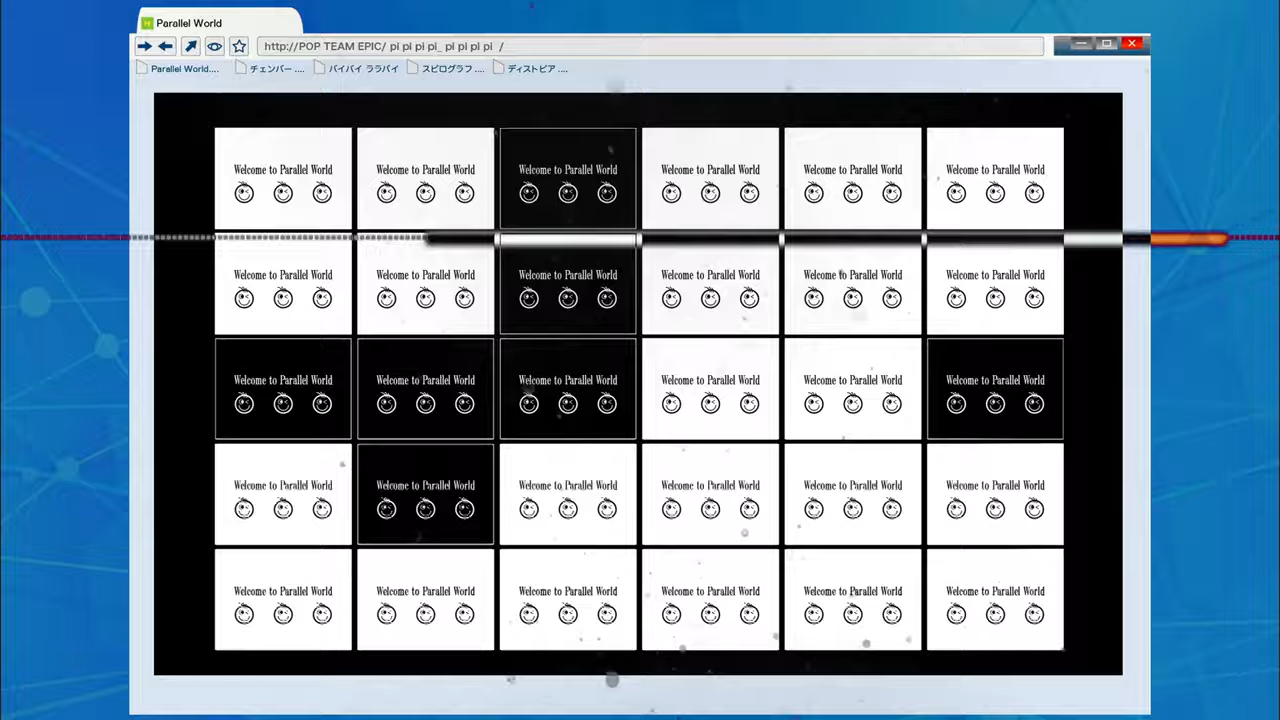 Parallel World
http://POP TEAM EPIC/ pi pi pi pi_ pi pi pi pi /
Parallel World.... チェンバー .... バイバイ ララバイ スピログラフ .... ディストピア ....
Welcome to Parallel World Welcome to Parallel World Welcome to Parallel World Welcome to Parallel World Welcome to Parallel World Welcome to Parallel World
Welcome to Parallel World Welcome to Parallel World Welcome to Parallel World Welcome to Parallel World Welcome to Parallel World Welcome to Parallel World
Welcome to Parallel World Welcome to Parallel World Welcome to Parallel World Welcome to Parallel World Welcome to Parallel World Welcome to Parallel World
Welcome to Parallel World Welcome to Parallel World Welcome to Parallel World Welcome to Parallel World Welcome to Parallel World Welcome to Parallel World
Welcome to Parallel World Welcome to Parallel World Welcome to Parallel World Welcome to Parallel World Welcome to Parallel World Welcome to Parallel World